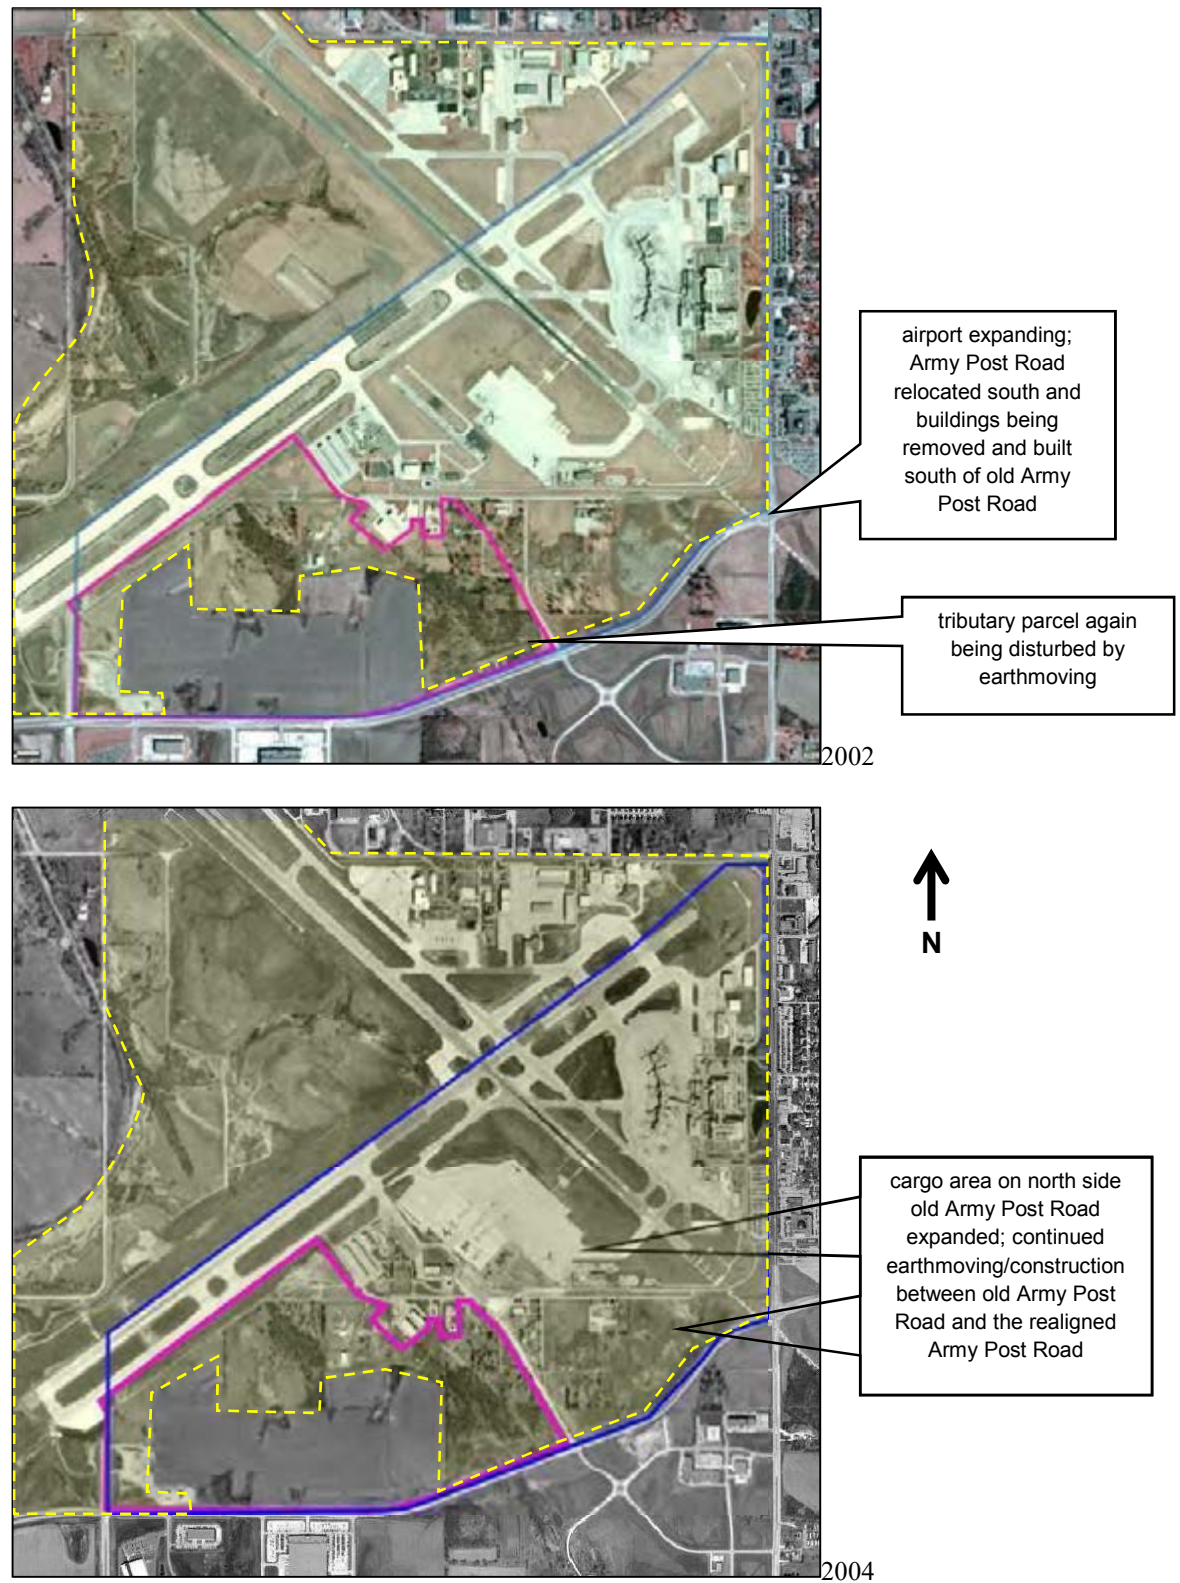 airport expanding;
Army Post Road
relocated south and
buildings being
removed and built
south of old Army
Post Road
tributary parcel again
being disturbed by
earthmoving
2002
N
cargo area on north side
old Army Post Road
expanded; continued
earthmoving/construction
between old Army Post
Road and the realigned
Army Post Road
2004